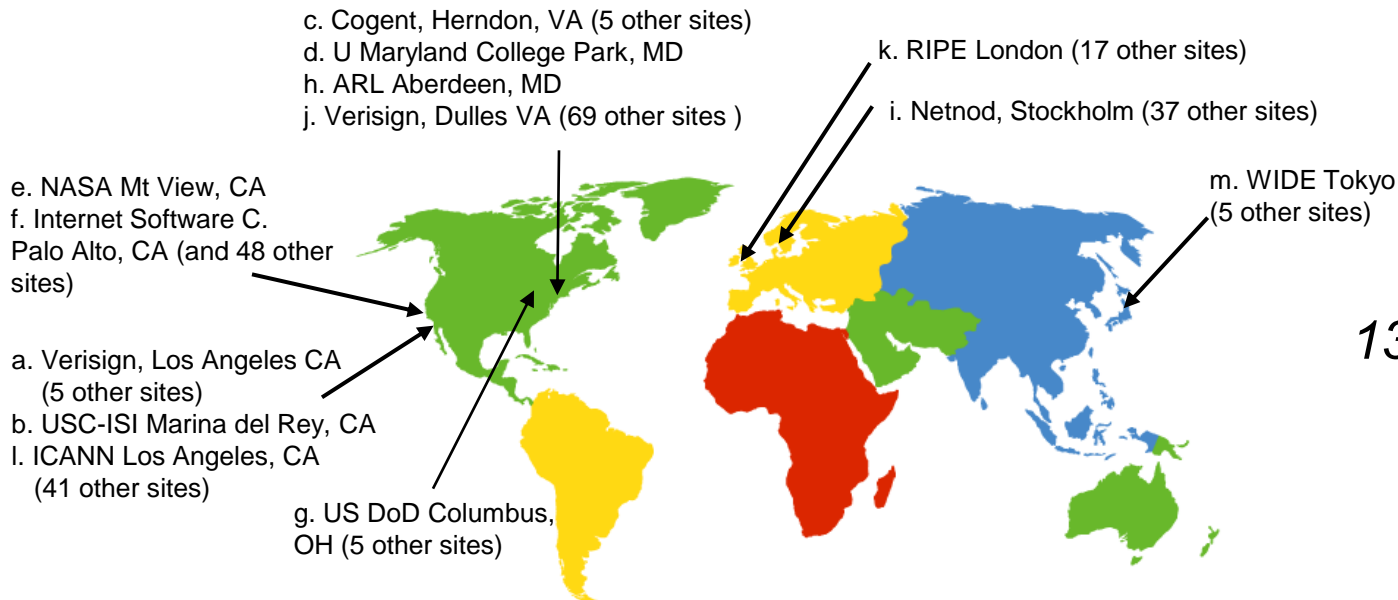 c. Cogent, Herndon, VA (5 other sites)
d. U Maryland College Park, MD
h. ARL Aberdeen, MD
j. Verisign, Dulles VA (69 other sites )
k. RIPE London (17 other sites)
i. Netnod, Stockholm (37 other sites)
e. NASA Mt View, CA
f. Internet Software C.
Palo Alto, CA (and 48 other
sites)
m. WIDE Tokyo
(5 other sites)
13
a. Verisign, Los Angeles CA
(5 other sites)
b. USC-ISI Marina del Rey, CA
l. ICANN Los Angeles, CA
(41 other sites)
g. US DoD Columbus,
OH (5 other sites)